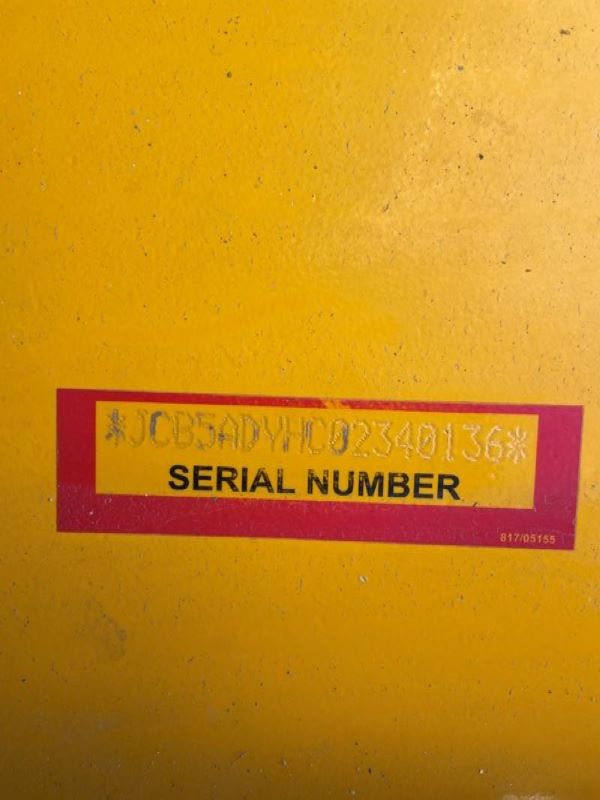 *JCB5ADYHC02340136*
SERIAL NUMBER
817/05155